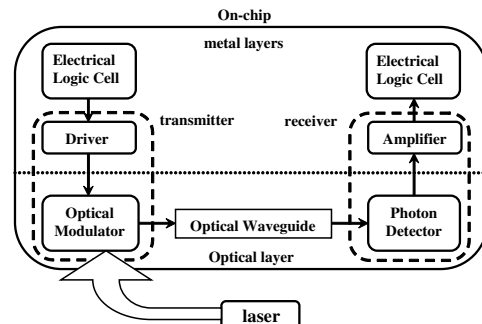 On-chip
metal layers
Electrical
Logic Cell
Electrical
Logic Cell
transmitter
receiver
Driver
Amplifier
Optical
Modulator
Optical Waveguide
Photon
Detector
Optical layer
laser